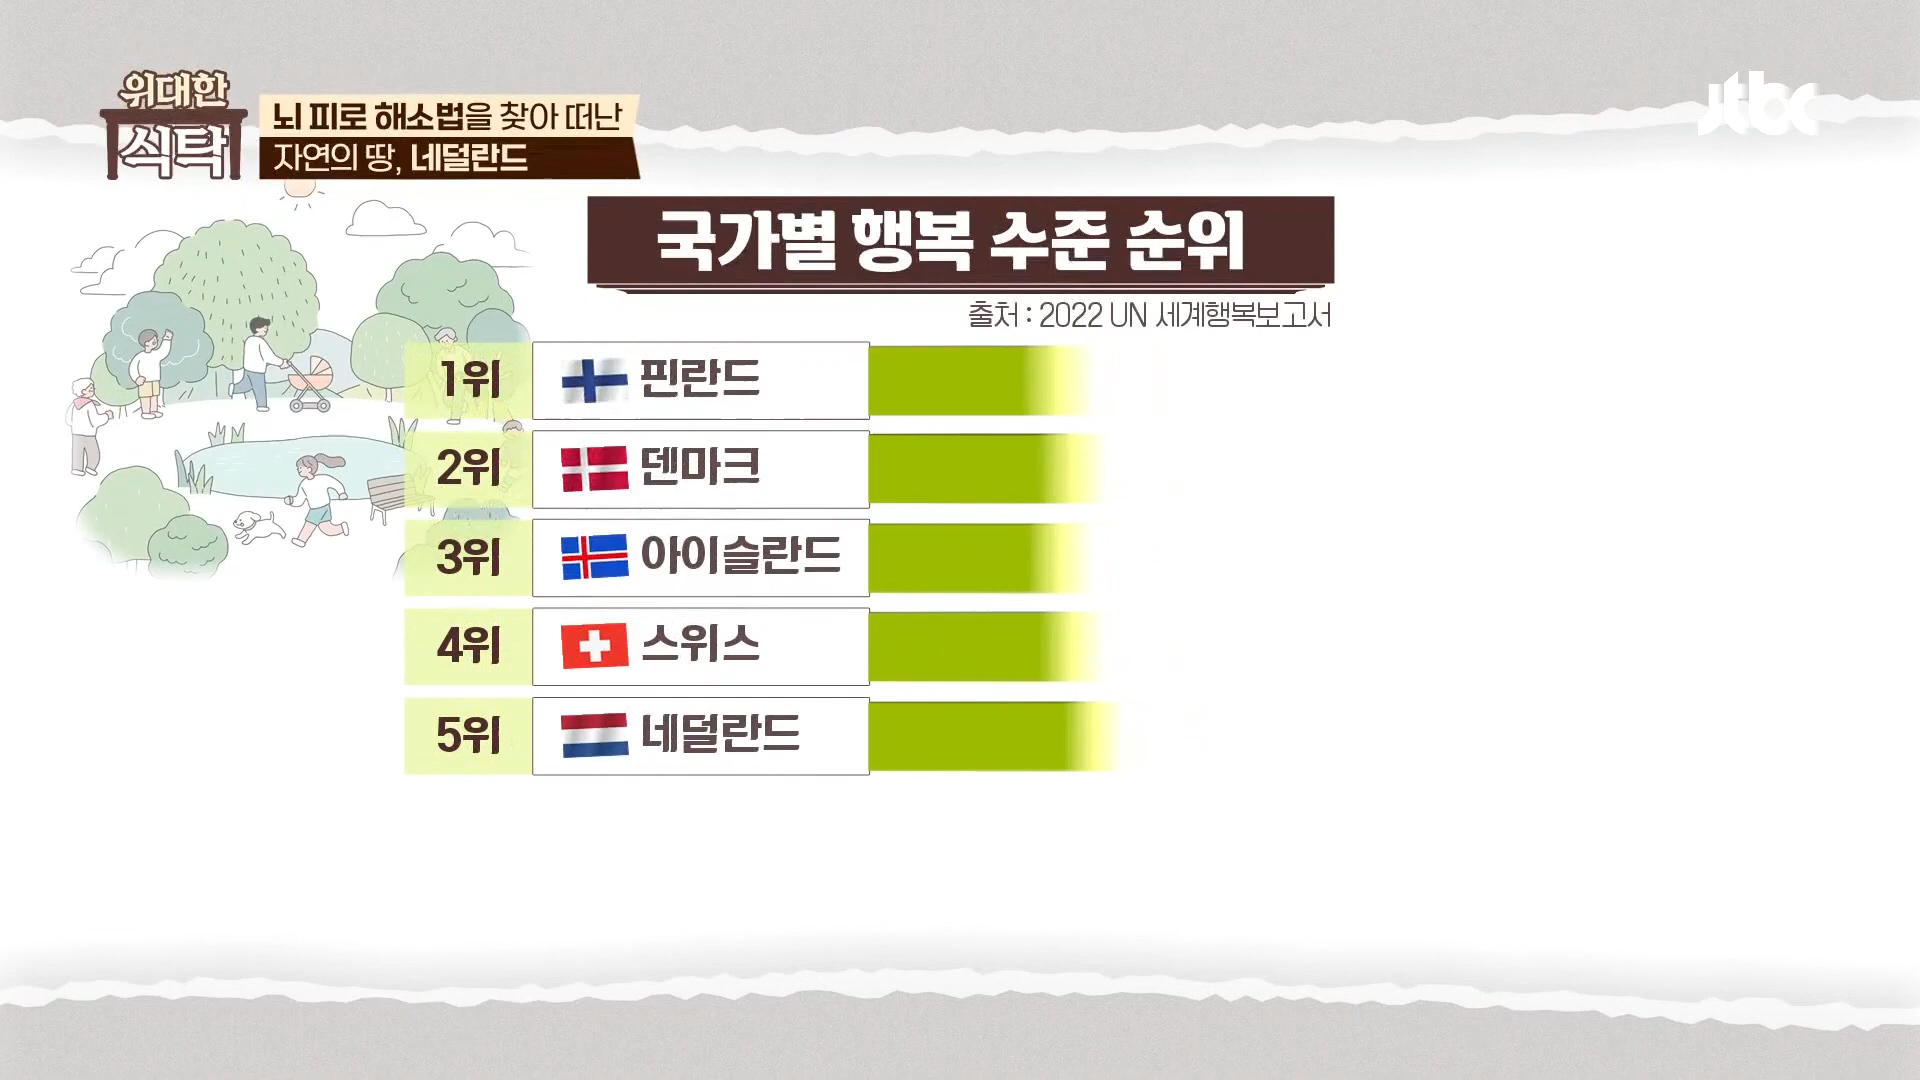 위대한
식탁
뇌 피로 해소법을 찾아 떠난
자연의 땅, 네덜란드
jtbc
국가별 행복 수준 순위
출처 : 2022 UN 세계행복보고서
1위 핀란드
2위 덴마크
3위 아이슬란드
4위 스위스
5위 네덜란드